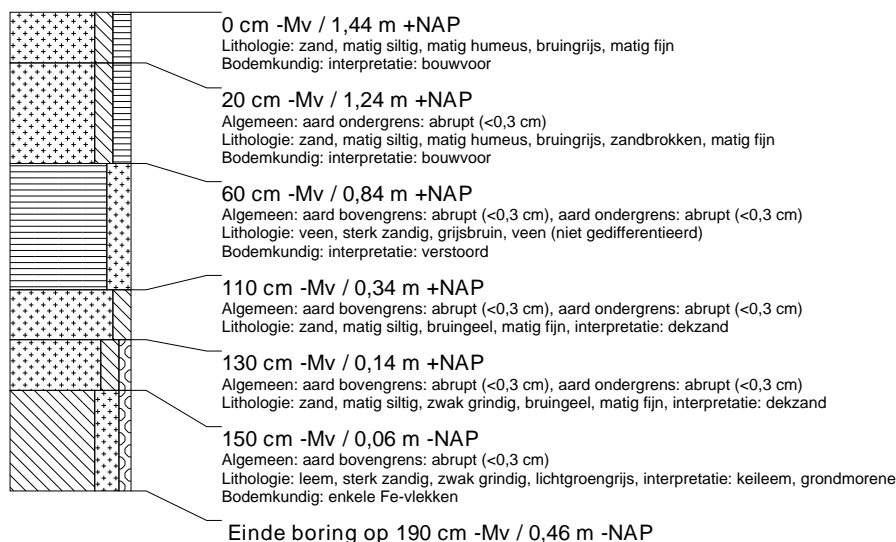 0 cm -Mv / 1,44 m +NAP
Lithologie: zand, matig siltig, matig humeus, bruingrijs, matig fijn
Bodemkundig: interpretatie: bouwvoor
20 cm -Mv / 1,24 m +NAP
Algemeen: aard ondergrens: abrupt (<0,3 cm)
Lithologie: zand, matig siltig, matig humeus, bruingrijs, zandbrokken, matig fijn
Bodemkundig: interpretatie: bouwvoor
60 cm -Mv / 0,84 m +NAP
Algemeen: aard bovengrens: abrupt (<0,3 cm), aard ondergrens: abrupt (<0,3 cm)
Lithologie: veen, sterk zandig, grijsbruin, veen (niet gedifferentieerd)
Bodemkundig: interpretatie: verstoord
110 cm -Mv / 0,34 m +NAP
Algemeen: aard bovengrens: abrupt (<0,3 cm), aard ondergrens: abrupt (<0,3 cm)
Lithologie: zand, matig siltig, bruingeel, matig fijn, interpretatie: dekzand
130 cm -Mv / 0,14 m +NAP
Algemeen: aard bovengrens: abrupt (<0,3 cm), aard ondergrens: abrupt (<0,3 cm)
Lithologie: zand, matig siltig, zwak grindig, bruingeel, matig fijn, interpretatie: dekzand
150 cm -Mv / 0,06 m -NAP
Algemeen: aard bovengrens: abrupt (<0,3 cm)
Lithologie: leem, sterk zandig, zwak grindig, lichtgroengrijs, interpretatie: keileem, grondmorene
Bodemkundig: enkele Fe-vlekken
Einde boring op 190 cm -Mv / 0,46 m -NAP